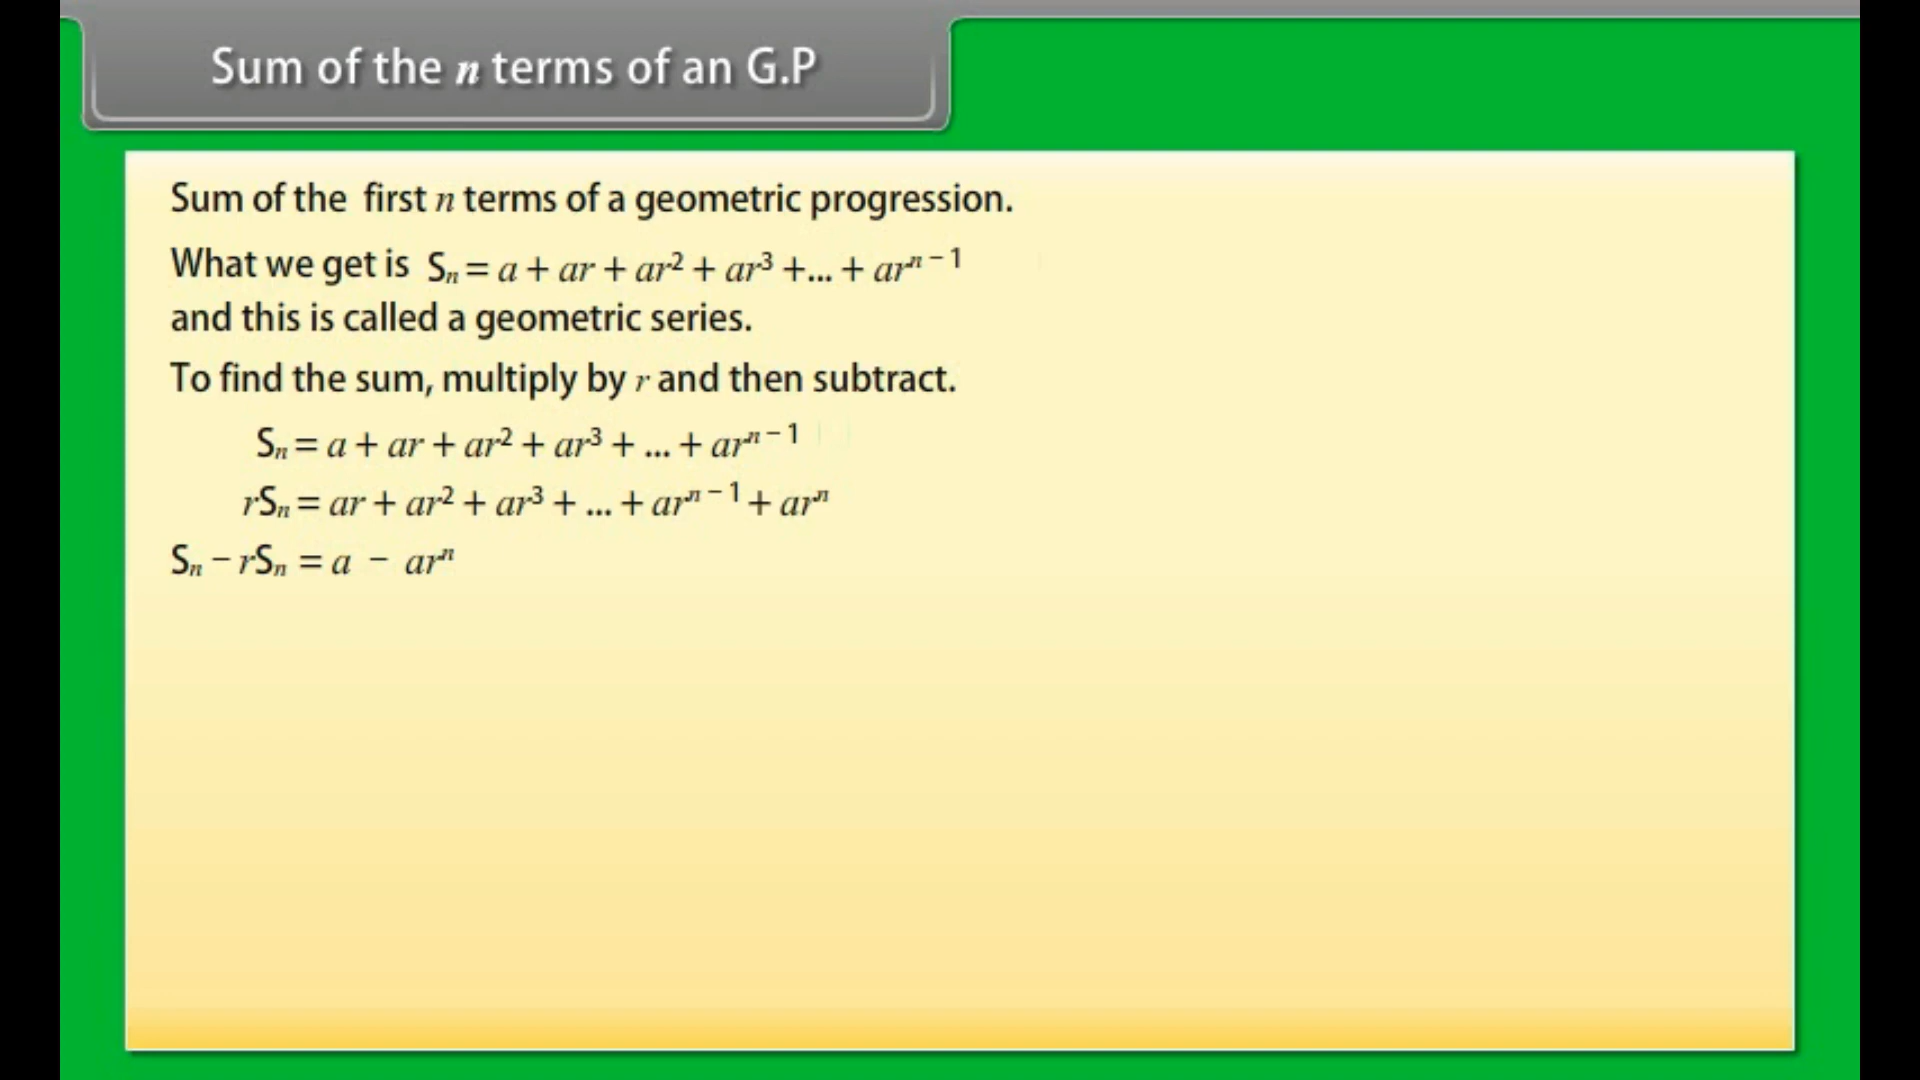 Sum of the n terms of an G.P
Sum of the first n terms of a geometric progression.
What we get is Sₙ = a + ar + ar² + ar³ +... + arⁿ⁻¹
and this is called a geometric series.
To find the sum, multiply by r and then subtract.
Sₙ = a + ar + ar² + ar³ + ... + arⁿ⁻¹
rSₙ = ar + ar² + ar³ + ... + arⁿ⁻¹ + arⁿ
Sₙ − rSₙ = a − arⁿ